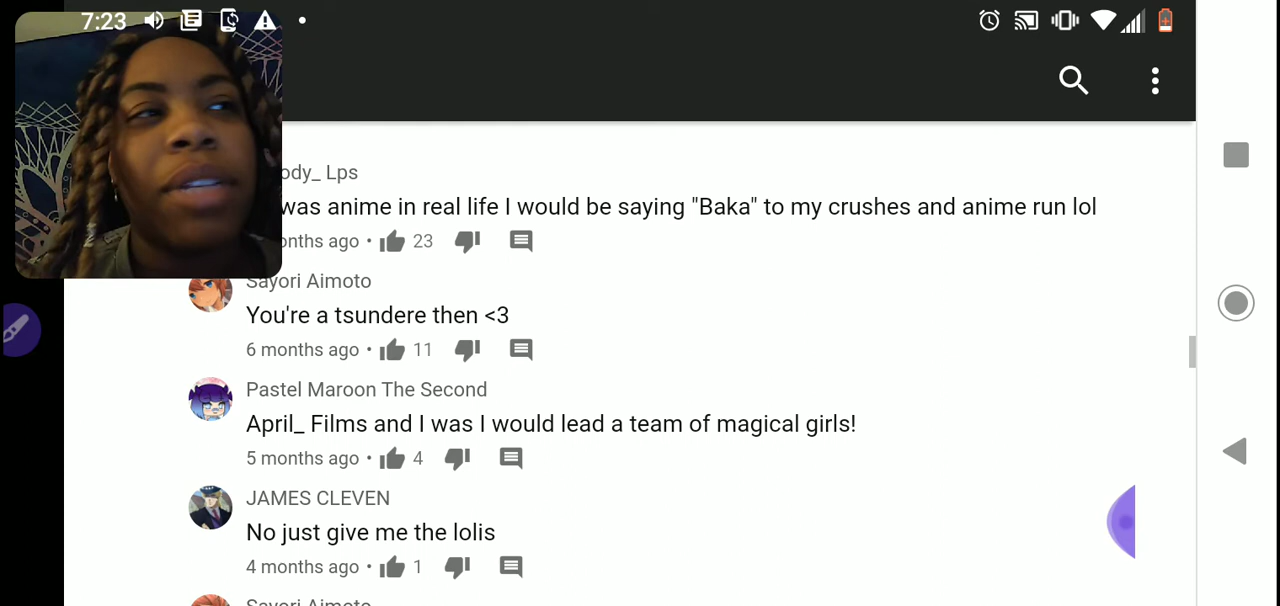 7:23
ody_ Lps
was anime in real life I would be saying "Baka" to my crushes and anime run lol
onths ago • 23
Sayori Aimoto
You're a tsundere then <3
6 months ago • 11
Pastel Maroon The Second
April_ Films and I was I would lead a team of magical girls!
5 months ago • 4
JAMES CLEVEN
No just give me the lolis
4 months ago • 1
Sayori Aimoto